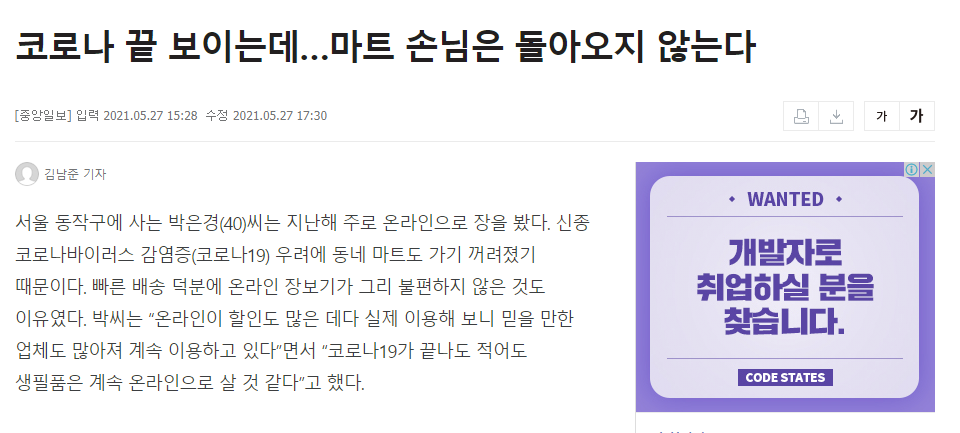 코로나 끝 보이는데…마트 손님은 돌아오지 않는다
[중앙일보] 입력 2021.05.27 15:28 수정 2021.05.27 17:30
가 가
김남준 기자
서울 동작구에 사는 박은경(40)씨는 지난해 주로 온라인으로 장을 봤다. 신종
코로나바이러스 감염증(코로나19) 우려에 동네 마트도 가기 꺼려졌기
때문이다. 빠른 배송 덕분에 온라인 장보기가 그리 불편하지 않은 것도
이유였다. 박씨는 “온라인이 할인도 많은 데다 실제 이용해 보니 믿을 만한
업체도 많아져 계속 이용하고 있다”면서 “코로나19가 끝나도 적어도
생필품은 계속 온라인으로 살 것 같다”고 했다.
WANTED
개발자로
취업하실 분을
찾습니다.
CODE STATES